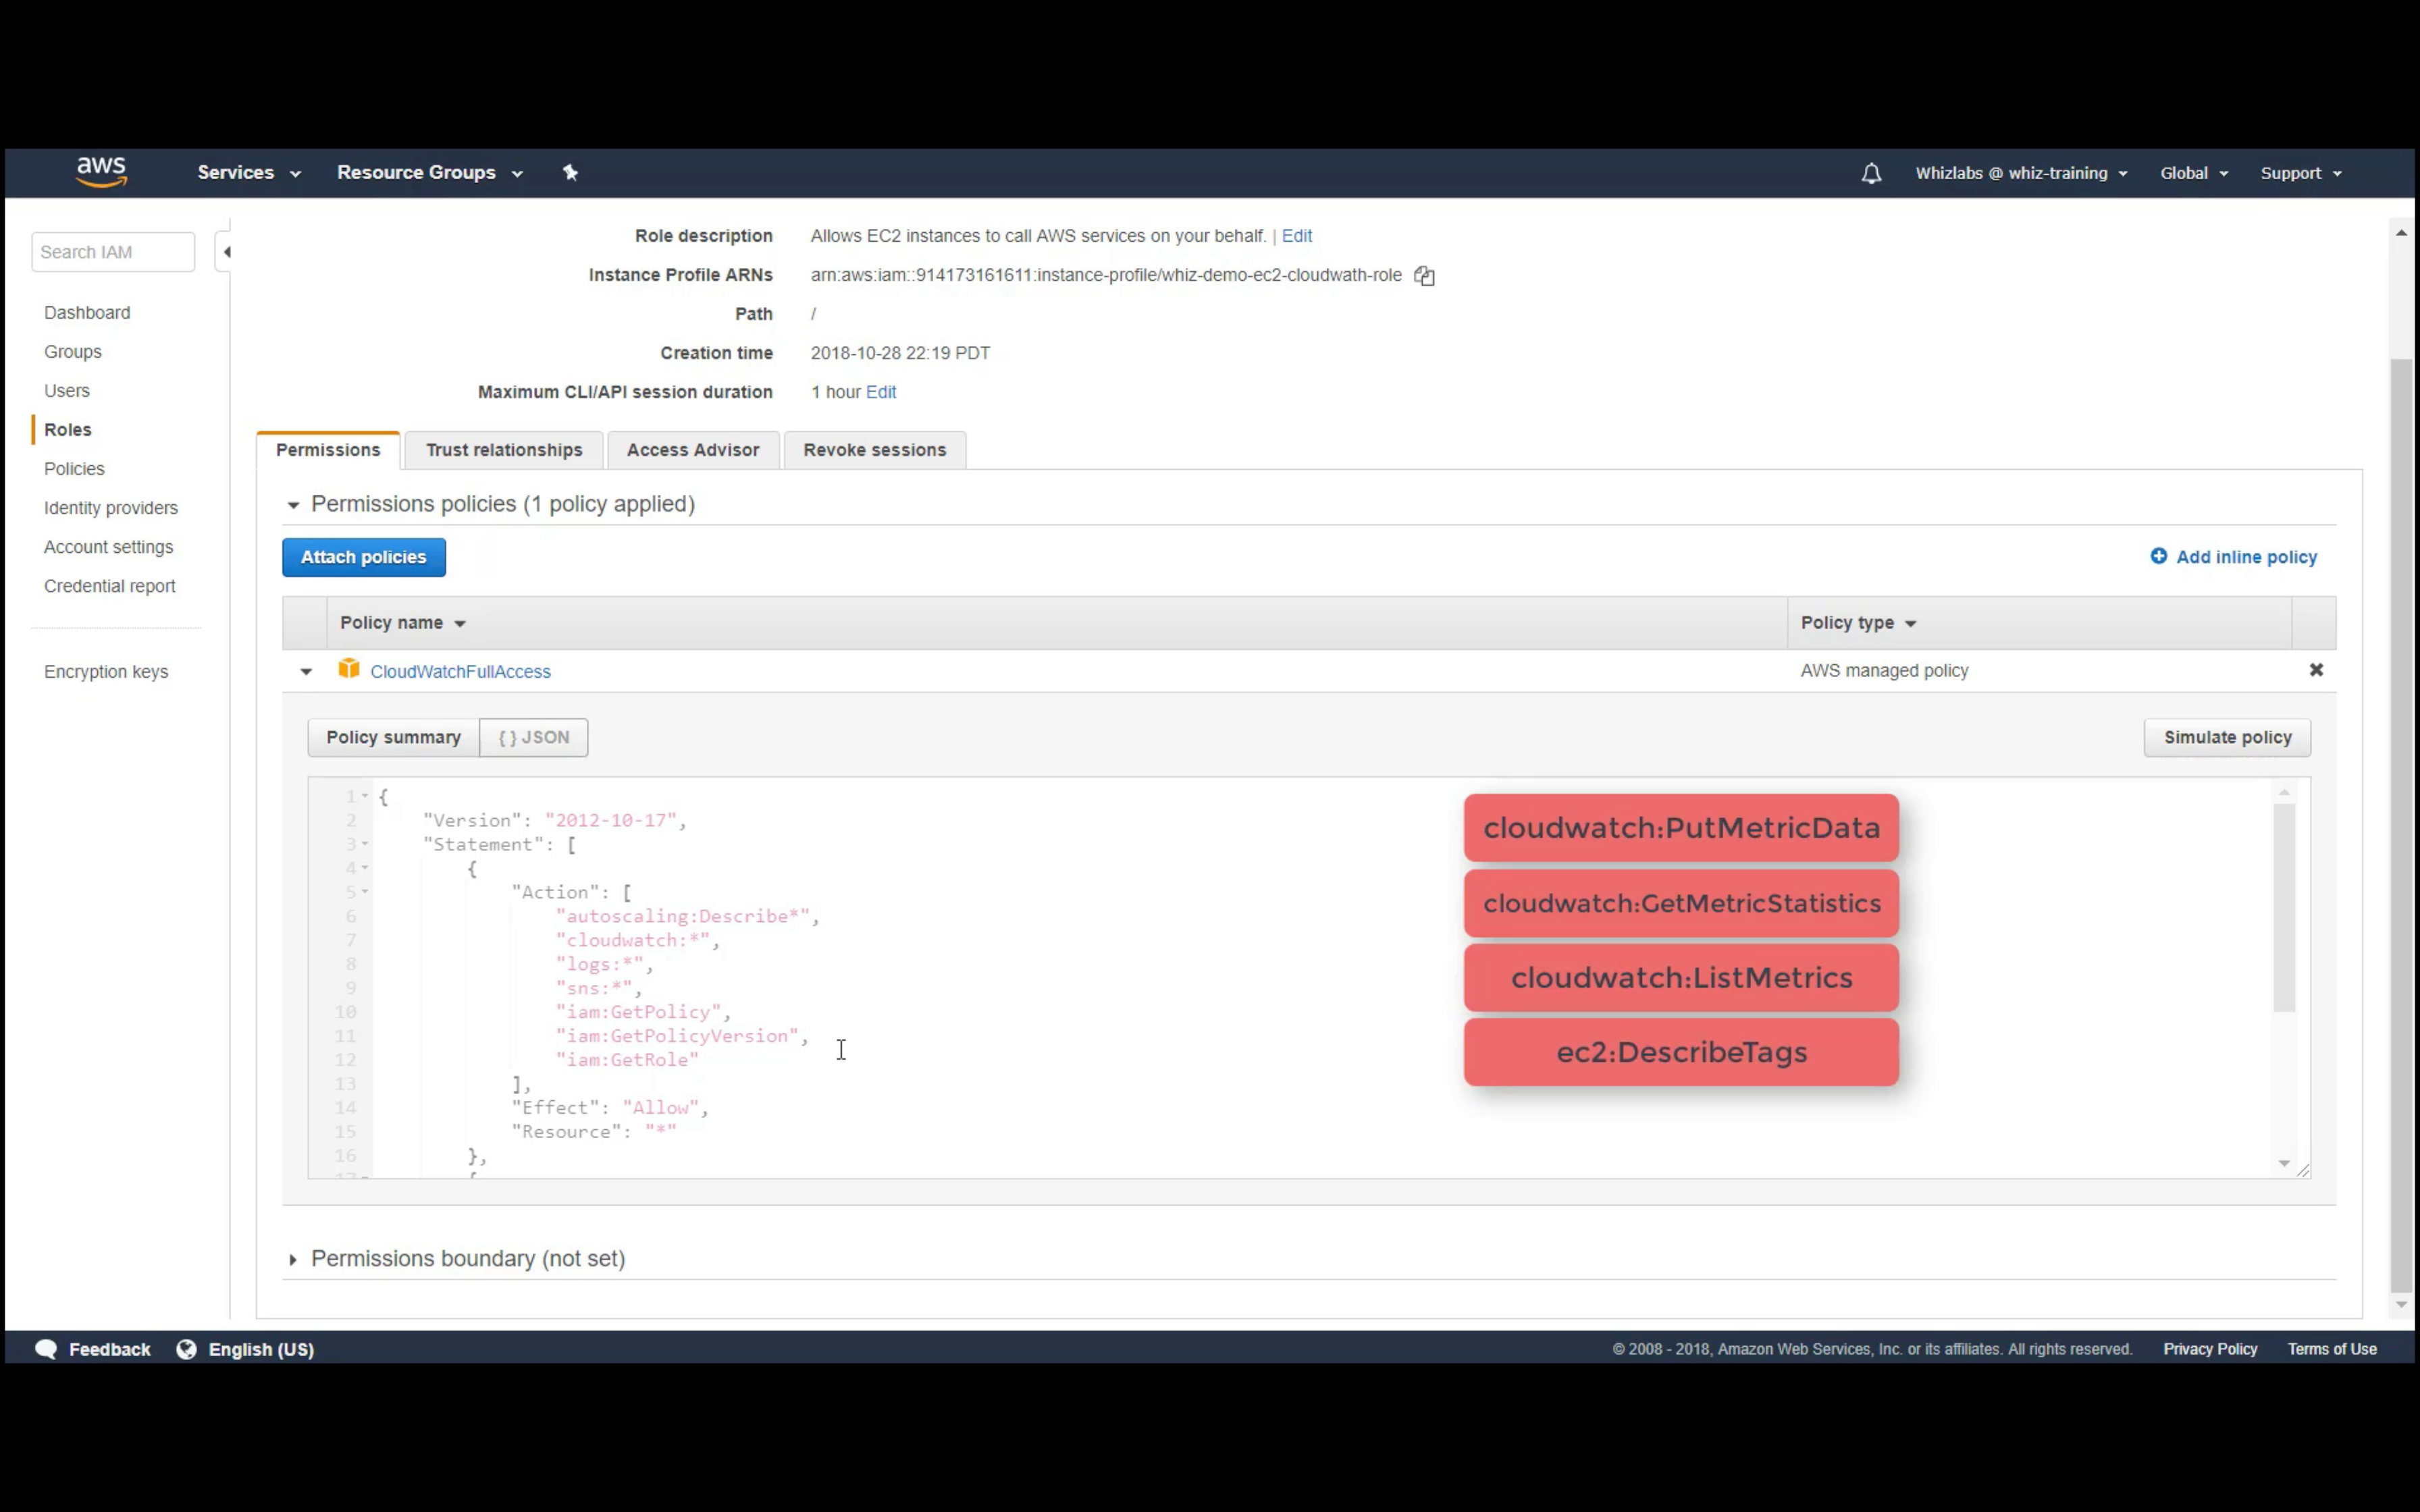 aws Services Resource Groups Whizlabs @ whiz-training Global Support
Search IAM
Dashboard
Groups
Users
Roles
Policies
Identity providers
Account settings
Credential report
Encryption keys
Role description Allows EC2 instances to call AWS services on your behalf. | Edit
Instance Profile ARNs arn:aws:iam::914173161611:instance-profile/whiz-demo-ec2-cloudwath-role
Path /
Creation time 2018-10-28 22:19 PDT
Maximum CLI/API session duration 1 hour Edit
Permissions Trust relationships Access Advisor Revoke sessions
Permissions policies (1 policy applied)
Attach policies Add inline policy
Policy name Policy type
CloudWatchFullAccess AWS managed policy
Policy summary { } JSON Simulate policy
1 {
2 "Version": "2012-10-17",
3 "Statement": [
4 {
5 "Action": [
6 "autoscaling:Describe*",
7 "cloudwatch:*",
8 "logs:*",
9 "sns:*",
10 "iam:GetPolicy",
11 "iam:GetPolicyVersion",
12 "iam:GetRole"
13 ],
14 "Effect": "Allow",
15 "Resource": "*"
16 },
17 {
cloudwatch:PutMetricData
cloudwatch:GetMetricStatistics
cloudwatch:ListMetrics
ec2:DescribeTags
Permissions boundary (not set)
Feedback English (US) © 2008 - 2018, Amazon Web Services, Inc. or its affiliates. All rights reserved. Privacy Policy Terms of Use